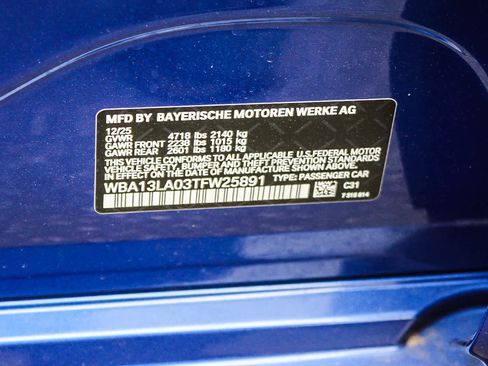 MFD BY BAYERISCHE MOTOREN WERKE AG
12/25
GVWR 4718 lbs 2140 kg
GAWR FRONT 2238 lbs 1015 kg
GAWR REAR 2601 lbs 1180 kg
THIS VEHICLE CONFORMS TO ALL APPLICABLE U.S. FEDERAL MOTOR
VEHICLE SAFETY, BUMPER, AND THEFT PREVENTION STANDARDS
IN EFFECT ON THE DATE OF MANUFACTURE SHOWN ABOVE.
WBA13LA03TFW25891 TYPE: PASSENGER CAR
C31